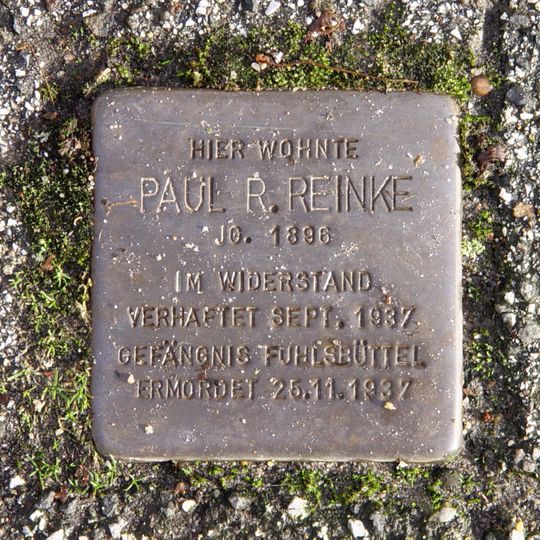 HIER WOHNTE
PAUL R. REINKE
JG. 1896
IM WIDERSTAND
VERHAFTET SEPT. 1937
GEFÄNGNIS FUHLSBÜTTEL
ERMORDET 25.11.1937